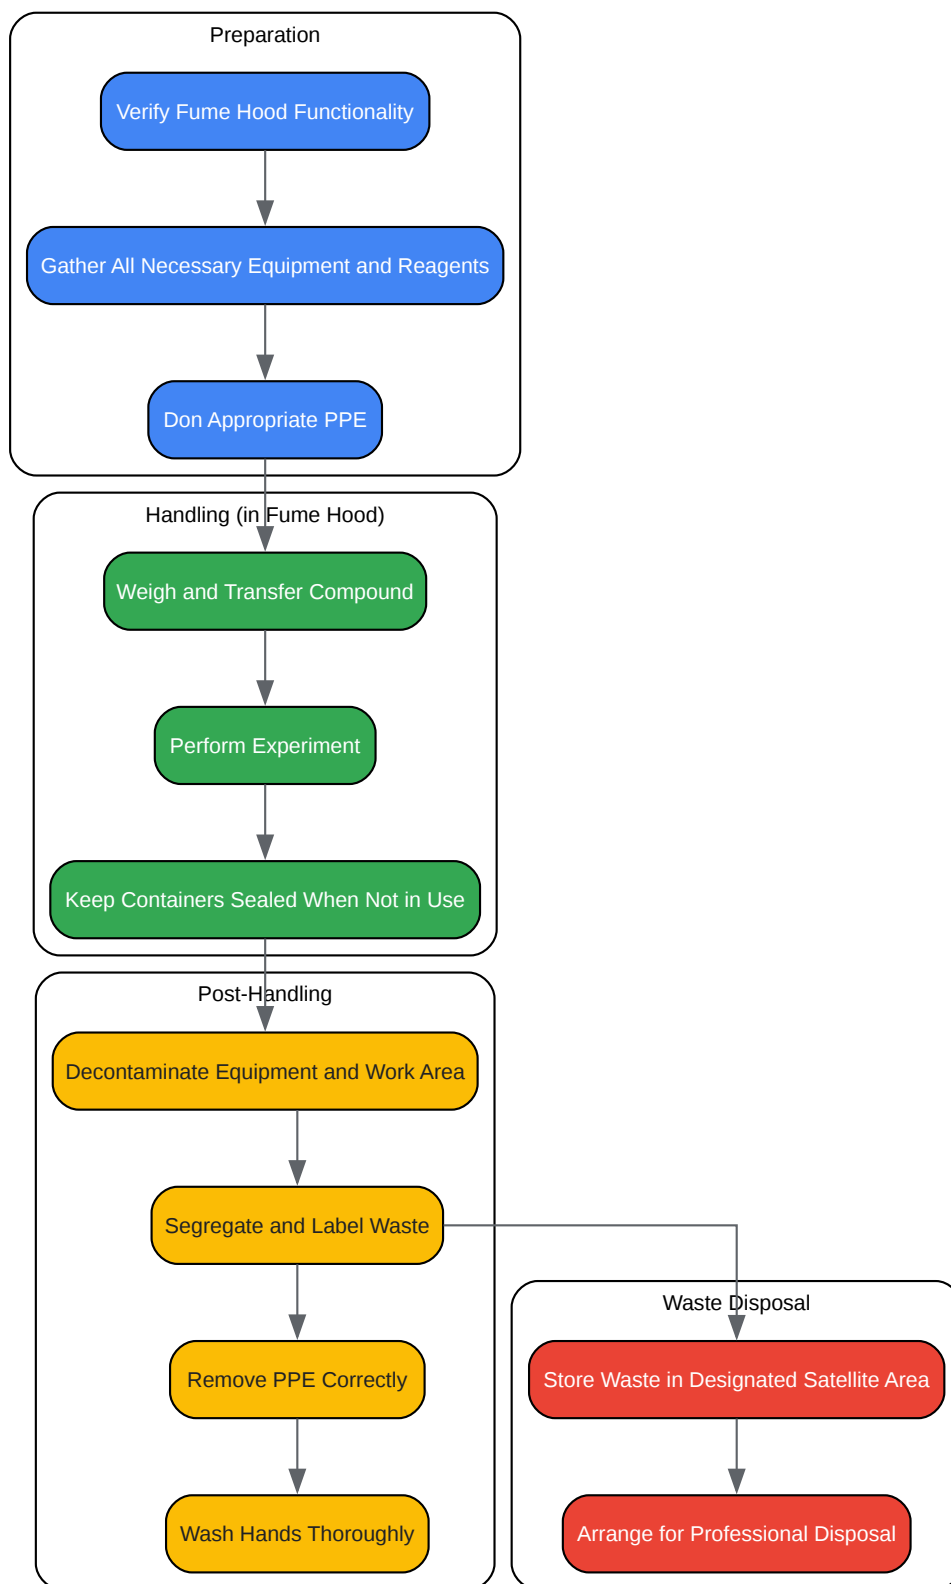 Preparation
Verify Fume Hood Functionality
Gather All Necessary Equipment and Reagents
Don Appropriate PPE
Handling (in Fume Hood)
Weigh and Transfer Compound
Perform Experiment
Keep Containers Sealed When Not in Use
Post-Handling
Decontaminate Equipment and Work Area
Segregate and Label Waste
Remove PPE Correctly
Wash Hands Thoroughly
Waste Disposal
Store Waste in Designated Satellite Area
Arrange for Professional Disposal